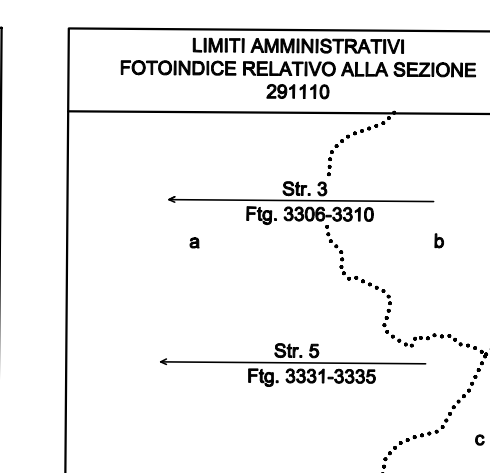 LIMITI AMMINISTRATIVI
FOTOINDICE RELATIVO ALLA SEZIONE
291110
Str. 3
Ftg. 3306-3310
a
b
Str. 5
Ftg. 3331-3335
c